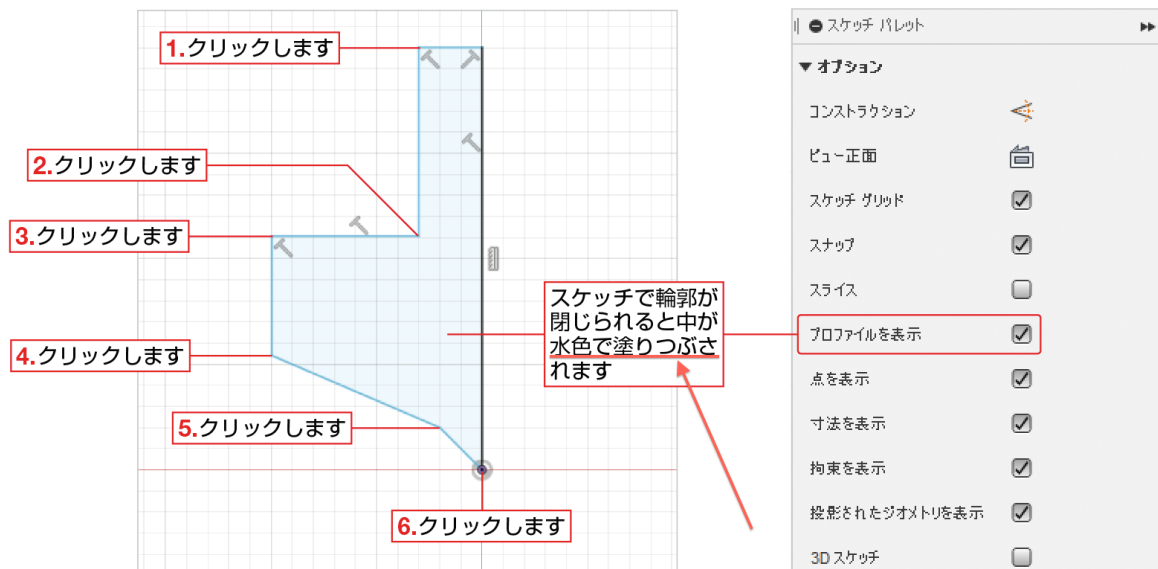 1.クリックします
2.クリックします
3.クリックします
4.クリックします
5.クリックします
6.クリックします
スケッチで輪郭が
閉じられると中が
水色で塗りつぶさ
れます
スケッチ パレット
オプション
コンストラクション
ビュー正面
スケッチ グリッド
スナップ
スライス
プロファイルを表示
点を表示
寸法を表示
拘束を表示
投影されたジオメトリを表示
3D スケッチ